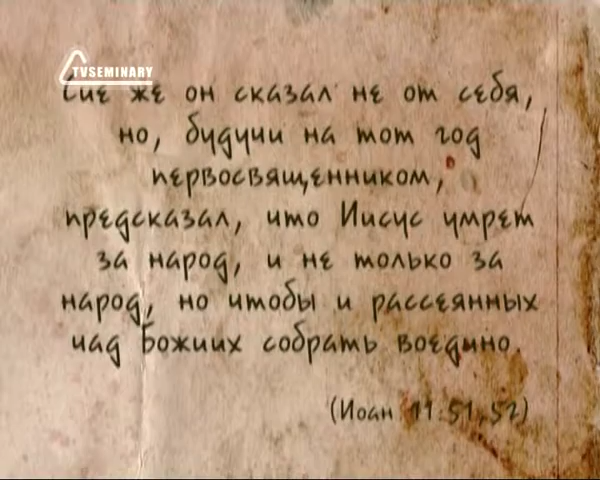 TVSEMINARY
Сие же он сказал не от себя,
но, будучи на тот год
первосвященником,
предсказал, что Иисус умрет
за народ, и не только за
народ, но чтобы и рассеянных
чад Божиих собрать воедино.
(Иоан. 11:51,52)